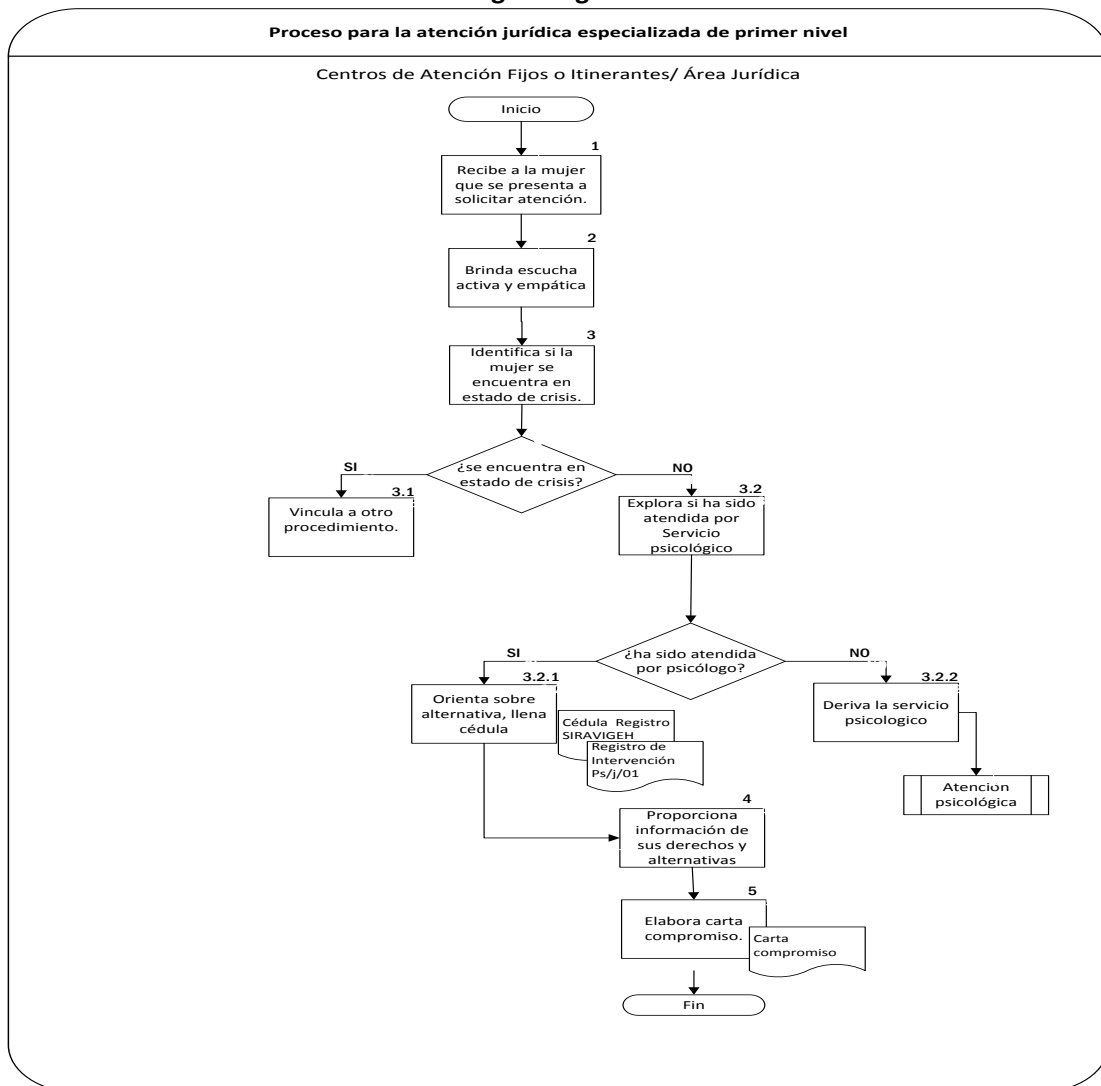 Proceso para la atención jurídica especializada de primer nivel
Centros de Atención Fijos o Itinerantes/ Área Jurídica
Inicio
1
Recibe a la mujer
que se presenta a
solicitar atención.
2
Brinda escucha
activa y empática
3
Identifica si la
mujer se
encuentra en
estado de crisis.
¿se encuentra en
estado de crisis?
SI
NO
3.1
Vincula a otro
procedimiento.
3.2
Explora si ha sido
atendida por
Servicio
psicológico
¿ha sido atendida
por psicólogo?
SI
NO
3.2.1
Orienta sobre
alternativa, llena
cédula
Cédula Registro
SIRAVIGEH
Registro de
Intervención
Ps/j/01
3.2.2
Deriva la servicio
psicologico
Atención
psicológica
4
Proporciona
información de
sus derechos y
alternativas
5
Elabora carta
compromiso.
Carta
compromiso
Fin